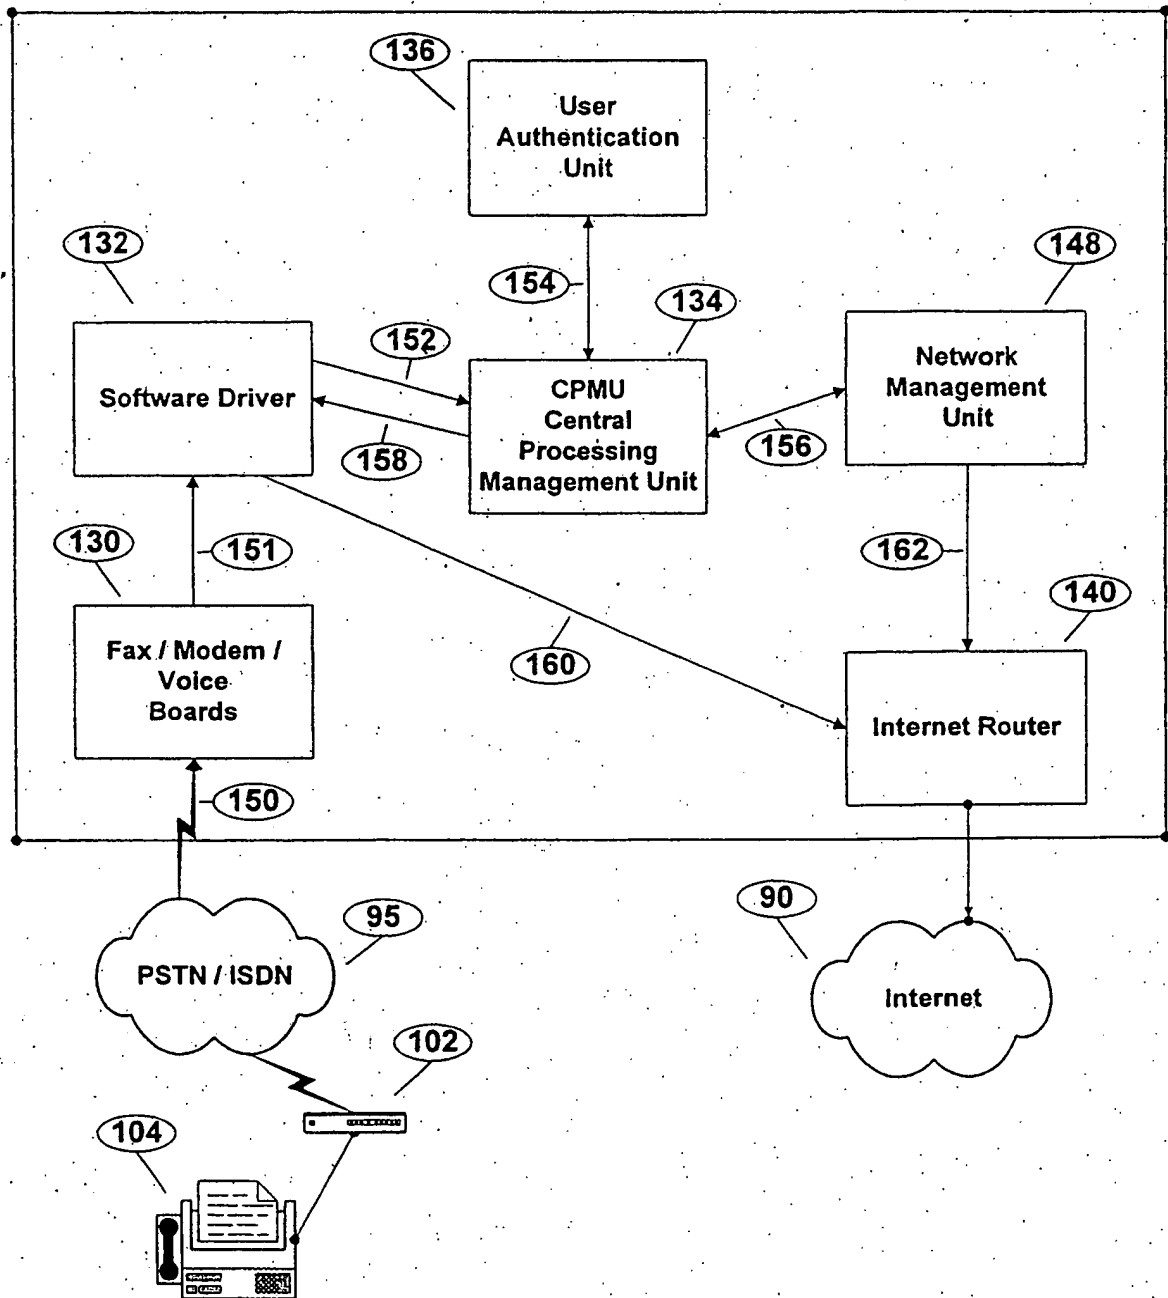 136
User
Authentication
Unit
132
154
148
134
152
Software Driver
158
CPMU
Central
Processing
Management Unit
156
Network
Management
Unit
130
151
162
140
Fax / Modem /
Voice
Boards
160
Internet Router
150
95
90
PSTN / ISDN
Internet
102
104